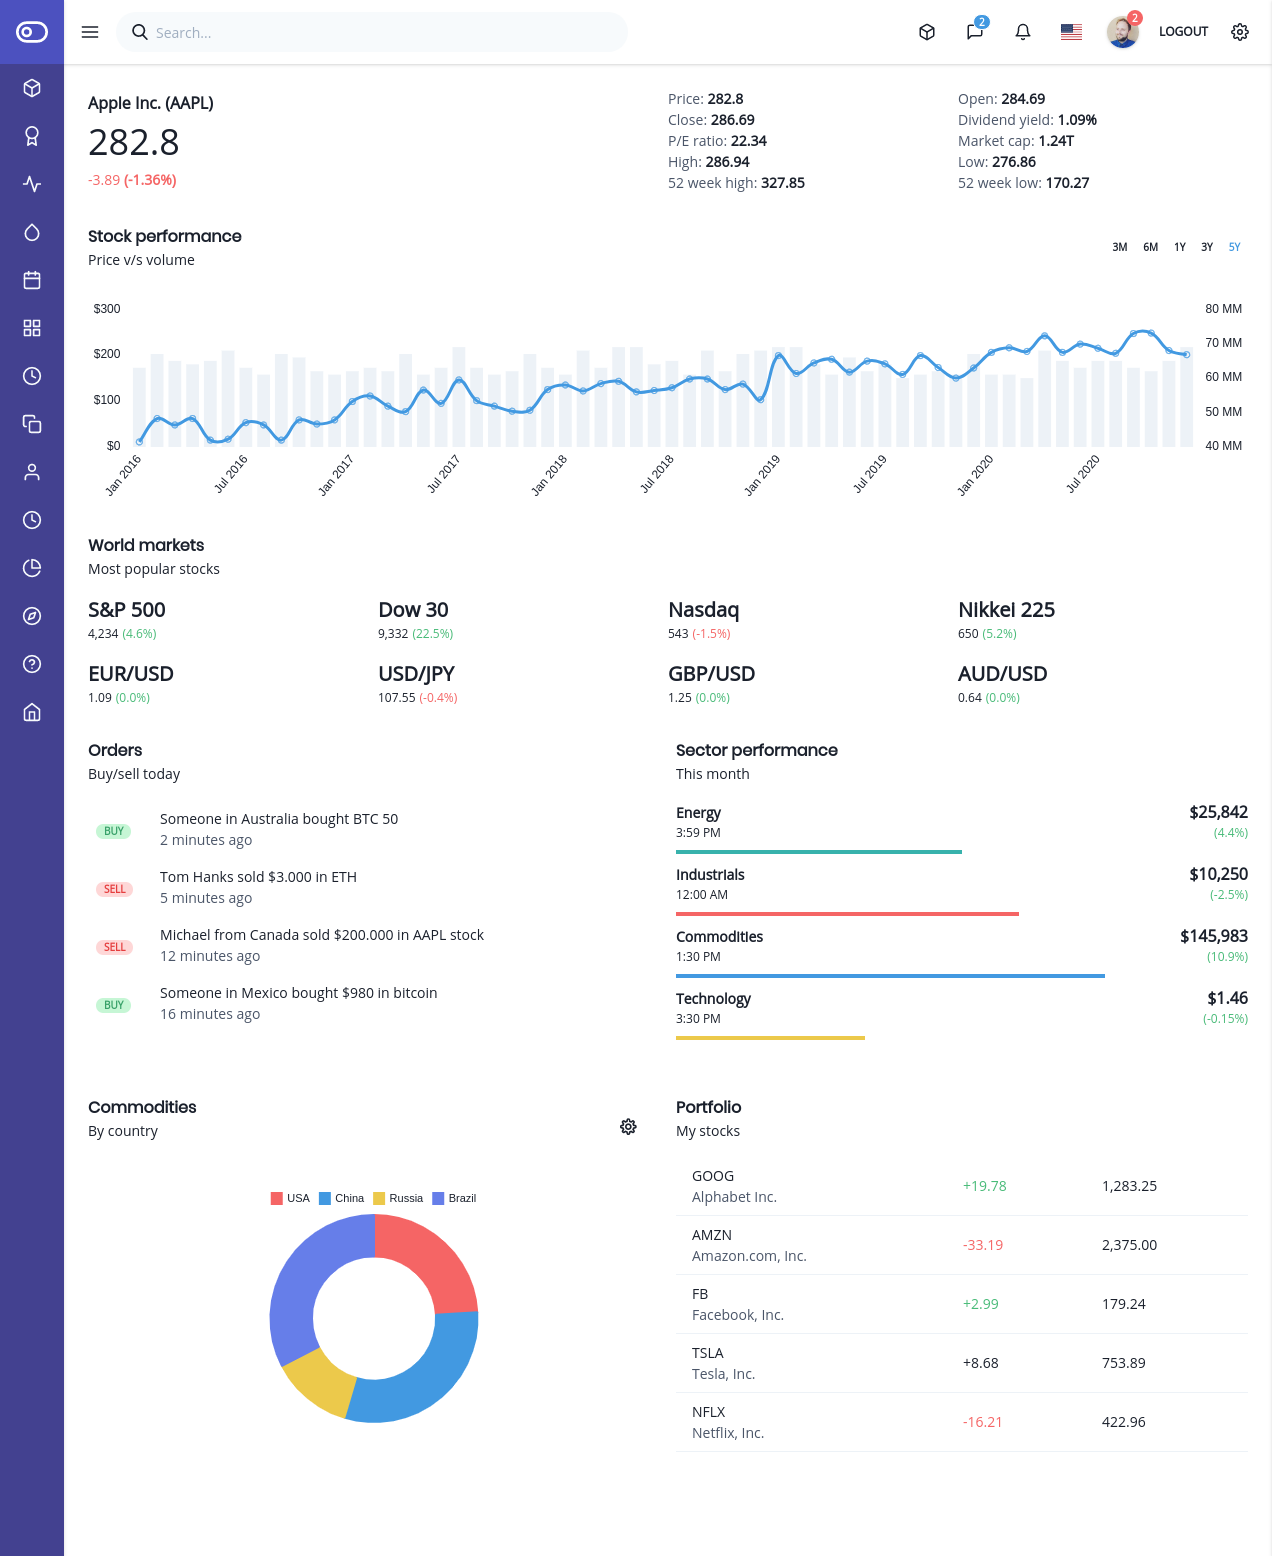 Search...
2
2
LOGOUT
Apple Inc. (AAPL)
282.8
-3.89 (-1.36%)
Price: 282.8
Close: 286.69
P/E ratio: 22.34
High: 286.94
52 week high: 327.85
Open: 284.69
Dividend yield: 1.09%
Market cap: 1.24T
Low: 276.86
52 week low: 170.27
Stock performance
Price v/s volume
3M 6M 1Y 3Y 5Y
$300
$200
$100
$0
80 MM
70 MM
60 MM
50 MM
40 MM
Jan 2016
Jul 2016
Jan 2017
Jul 2017
Jan 2018
Jul 2018
Jan 2019
Jul 2019
Jan 2020
Jul 2020
World markets
Most popular stocks
S&P 500
4,234 (4.6%)
Dow 30
9,332 (22.5%)
Nasdaq
543 (-1.5%)
Nikkei 225
650 (5.2%)
EUR/USD
1.09 (0.0%)
USD/JPY
107.55 (-0.4%)
GBP/USD
1.25 (0.0%)
AUD/USD
0.64 (0.0%)
Orders
Buy/sell today
BUY
Someone in Australia bought BTC 50
2 minutes ago
SELL
Tom Hanks sold $3.000 in ETH
5 minutes ago
SELL
Michael from Canada sold $200.000 in AAPL stock
12 minutes ago
BUY
Someone in Mexico bought $980 in bitcoin
16 minutes ago
Sector performance
This month
Energy $25,842
3:59 PM (4.4%)
Industrials $10,250
12:00 AM (-2.5%)
Commodities $145,983
1:30 PM (10.9%)
Technology $1.46
3:30 PM (-0.15%)
Commodities
By country
USA China Russia Brazil
Portfolio
My stocks
GOOG
Alphabet Inc.
+19.78
1,283.25
AMZN
Amazon.com, Inc.
-33.19
2,375.00
FB
Facebook, Inc.
+2.99
179.24
TSLA
Tesla, Inc.
+8.68
753.89
NFLX
Netflix, Inc.
-16.21
422.96